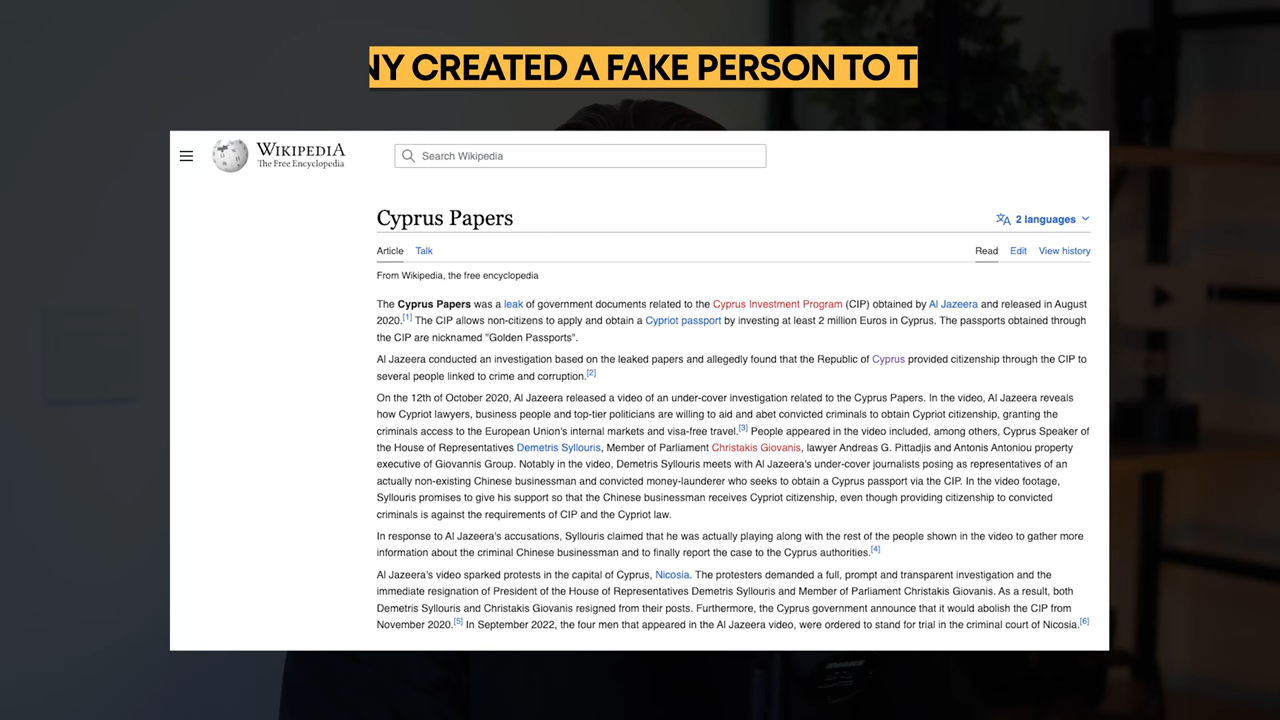 CREATED A FAKE PERSON TO
WIKIPEDIA
The Free Encyclopedia
Search Wikipedia
Cyprus Papers
2 languages
Article Talk Read Edit View history
From Wikipedia, the free encyclopedia
The Cyprus Papers was a leak of government documents related to the Cyprus Investment Program (CIP) obtained by Al Jazeera and released in August
2020.[1] The CIP allows non-citizens to apply and obtain a Cypriot passport by investing at least 2 million Euros in Cyprus. The passports obtained through
the CIP are nicknamed "Golden Passports".
Al Jazeera conducted an investigation based on the leaked papers and allegedly found that the Republic of Cyprus provided citizenship through the CIP to
several people linked to crime and corruption.[2]
On the 12th of October 2020, Al Jazeera released a video of an under-cover investigation related to the Cyprus Papers. In the video, Al Jazeera reveals
how Cypriot lawyers, business people and top-tier politicians are willing to aid and abet convicted criminals to obtain Cypriot citizenship, granting the
criminals access to the European Union's internal markets and visa-free travel.[3] People appeared in the video included, among others, Cyprus Speaker of
the House of Representatives Demetris Syllouris, Member of Parliament Christakis Giovanis, lawyer Andreas G. Pittadjis and Antonis Antoniou property
executive of Giovannis Group. Notably in the video, Demetris Syllouris meets with Al Jazeera's under-cover journalists posing as representatives of an
actually non-existing Chinese businessman and convicted money-launderer who seeks to obtain a Cyprus passport via the CIP. In the video footage,
Syllouris promises to give his support so that the Chinese businessman receives Cypriot citizenship, even though providing citizenship to convicted
criminals is against the requirements of CIP and the Cypriot law.
In response to Al Jazeera's accusations, Syllouris claimed that he was actually playing along with the rest of the people shown in the video to gather more
information about the criminal Chinese businessman and to finally report the case to the Cyprus authorities.[4]
Al Jazeera's video sparked protests in the capital of Cyprus, Nicosia. The protesters demanded a full, prompt and transparent investigation and the
immediate resignation of President of the House of Representatives Demetris Syllouris and Member of Parliament Christakis Giovanis. As a result, both
Demetris Syllouris and Christakis Giovanis resigned from their posts. Furthermore, the Cyprus government announce that it would abolish the CIP from
November 2020.[5] In September 2022, the four men that appeared in the Al Jazeera video, were ordered to stand for trial in the criminal court of Nicosia.[6]